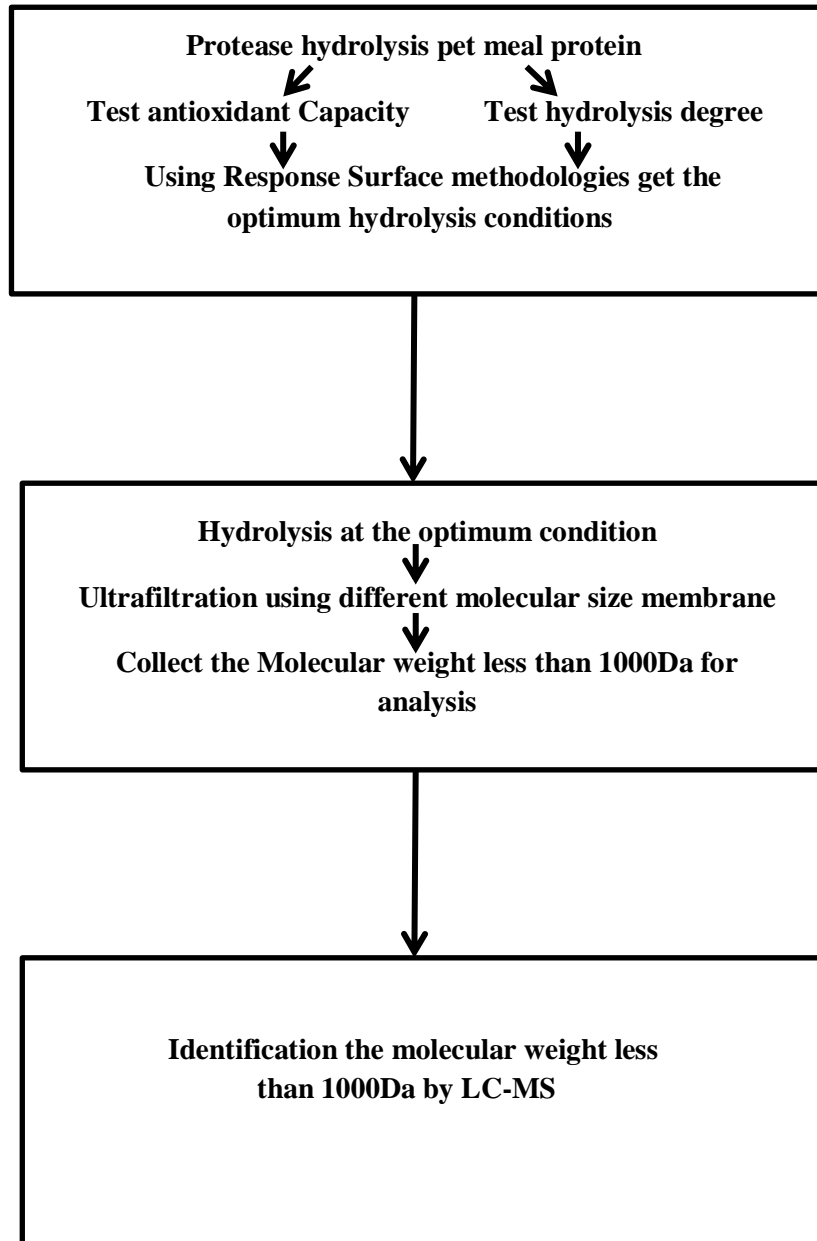 Protease hydrolysis pet meal protein
Test antioxidant Capacity
Test hydrolysis degree
Using Response Surface methodologies get the
optimum hydrolysis conditions
Hydrolysis at the optimum condition
Ultrafiltration using different molecular size membrane
Collect the Molecular weight less than 1000Da for
analysis
Identification the molecular weight less
than 1000Da by LC-MS